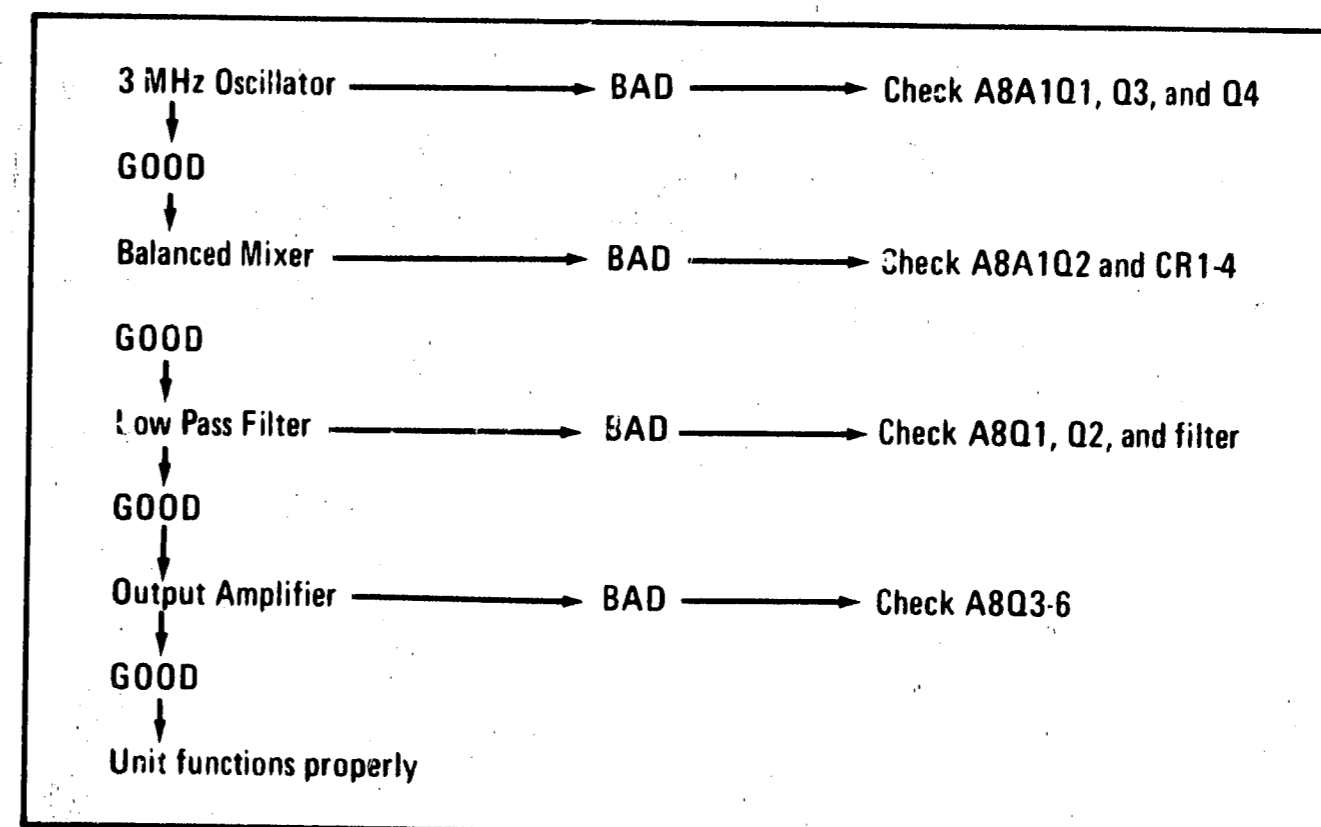 3 MHz Oscillator BAD Check A8A1Q1, Q3, and Q4
GOOD
Balanced Mixer BAD Check A8A1Q2 and CR1-4
GOOD
Low Pass Filter BAD Check A8Q1, Q2, and filter
GOOD
Output Amplifier BAD Check A8Q3-6
GOOD
Unit functions properly